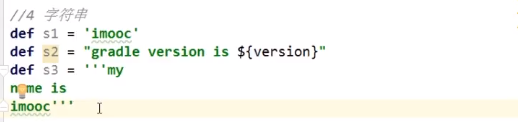 //4 字符串
def s1 = 'imooc'
def s2 = "gradle version is ${version}"
def s3 = '''my
name is
imooc'''